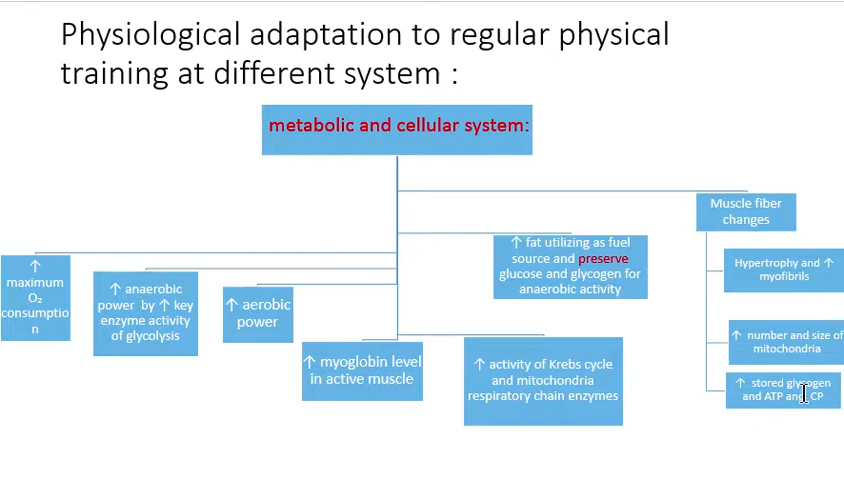 Physiological adaptation to regular physical
training at different system :
metabolic and cellular system:
Muscle fiber
changes
↑ fat utilizing as fuel
source and preserve
glucose and glycogen for
anaerobic activity
Hypertrophy and ↑
myofibrils
↑
maximum
O₂
consumptio
n
↑ anaerobic
power by ↑ key
enzyme activity
of glycolysis
↑ aerobic
power
↑ number and size of
mitochondria
↑ myoglobin level
in active muscle
↑ activity of Krebs cycle
and mitochondria
respiratory chain enzymes
↑ stored glycogen
and ATP and CP